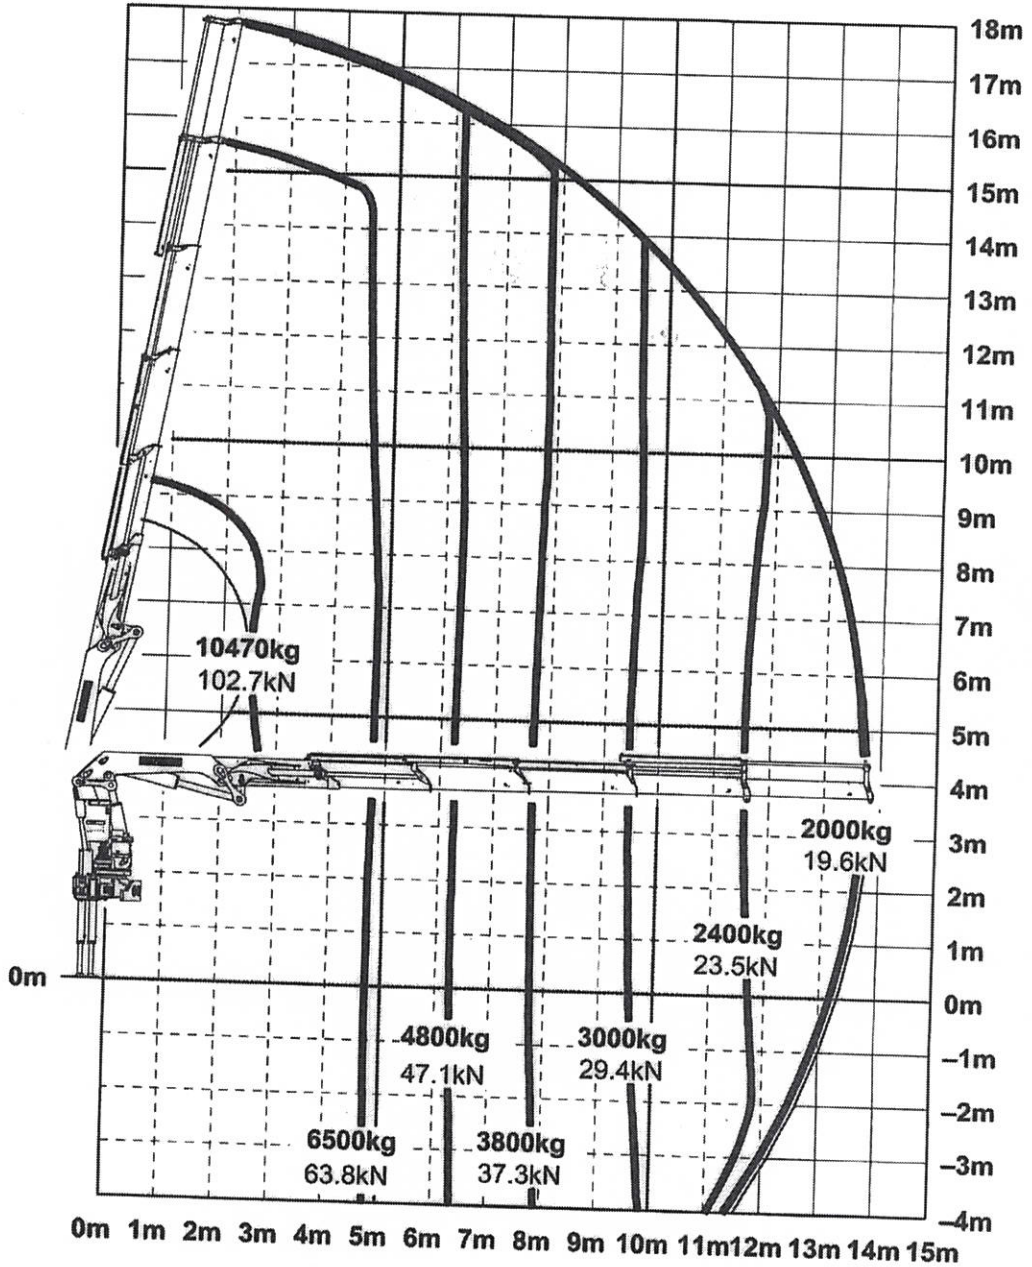 18m
17m
16m
15m
14m
13m
12m
11m
10m
9m
8m
7m
10470kg
102.7kN
6m
5m
4m
2000kg
19.6kN
3m
2m
2400kg
23.5kN
1m
0m
0m
4800kg
47.1kN
3000kg
29.4kN
–1m
–2m
6500kg
63.8kN
3800kg
37.3kN
–3m
–4m
0m 1m 2m 3m 5m 6m 7m 8m 9m 10m 11m 12m 13m 14m 15m